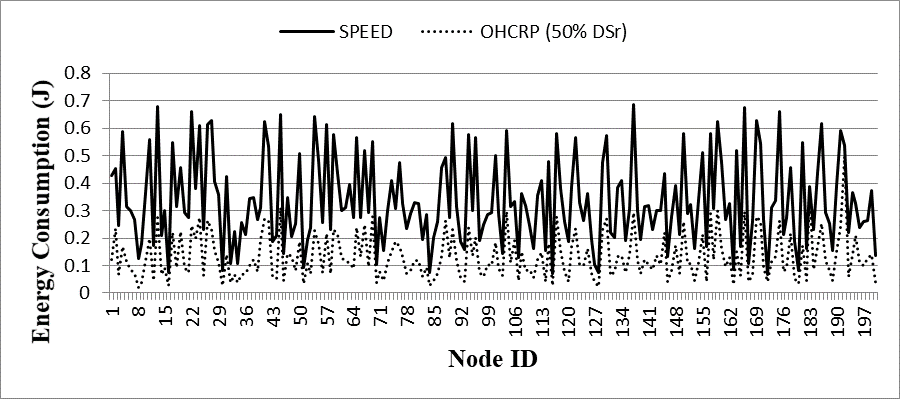 SPEED OHCRP (50% DSr)
Energy Consumption (J)
0.8
0.7
0.6
0.5
0.4
0.3
0.2
0.1
0
1 8 15 22 29 36 43 50 57 64 71 78 85 92 99 106 113 120 127 134 141 148 155 162 169 176 183 190 197
Node ID